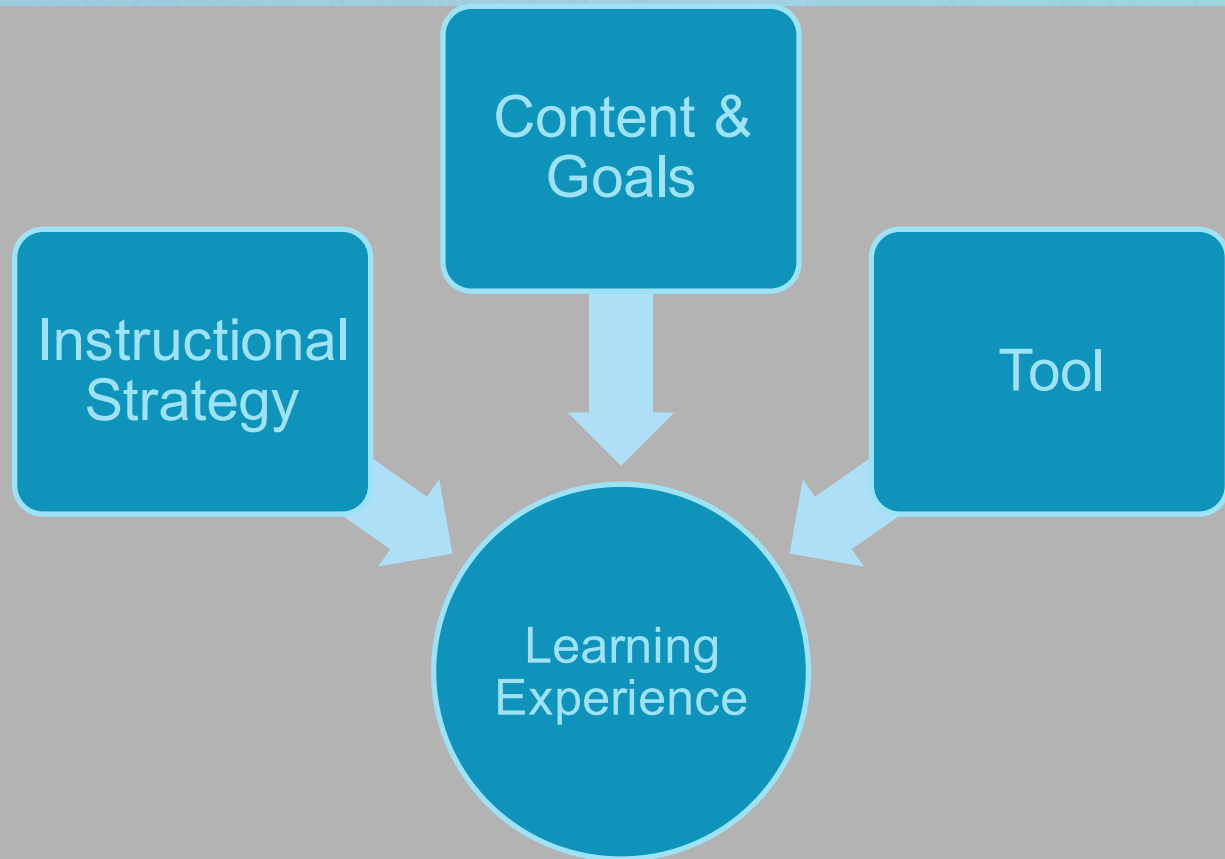 Content &
Goals
Instructional
Strategy
Tool
Learning
Experience